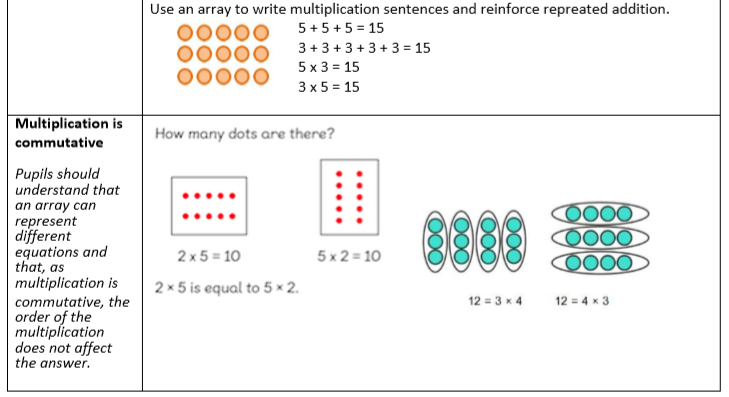 Use an array to write multiplication sentences and reinforce repreated addition.
5 + 5 + 5 = 15
3 + 3 + 3 + 3 + 3 = 15
5 x 3 = 15
3 x 5 = 15
Multiplication is
commutative
Pupils should
understand that
an array can
represent
different
equations and
that, as
multiplication is
commutative, the
order of the
multiplication
does not affect
the answer.
How many dots are there?
2 x 5 = 10
5 x 2 = 10
2 × 5 is equal to 5 × 2.
12 = 3 × 4
12 = 4 × 3